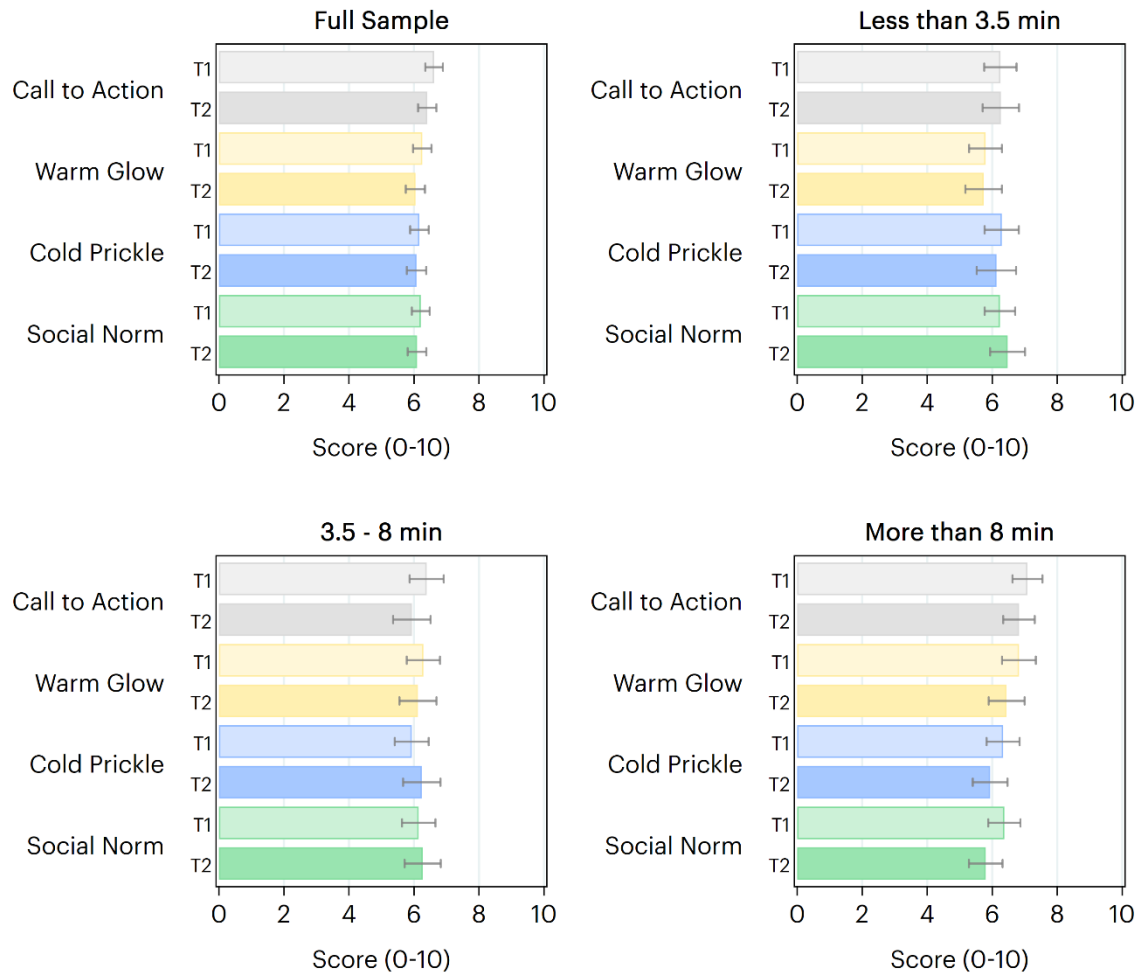 Full Sample
Call to Action
T1
T2
Warm Glow
T1
T2
Cold Prickle
T1
T2
Social Norm
T1
T2
0 2 4 6 8 10
Score (0-10)
Less than 3.5 min
Call to Action
T1
T2
Warm Glow
T1
T2
Cold Prickle
T1
T2
Social Norm
T1
T2
0 2 4 6 8 10
Score (0-10)
3.5 - 8 min
Call to Action
T1
T2
Warm Glow
T1
T2
Cold Prickle
T1
T2
Social Norm
T1
T2
0 2 4 6 8 10
Score (0-10)
More than 8 min
Call to Action
T1
T2
Warm Glow
T1
T2
Cold Prickle
T1
T2
Social Norm
T1
T2
0 2 4 6 8 10
Score (0-10)